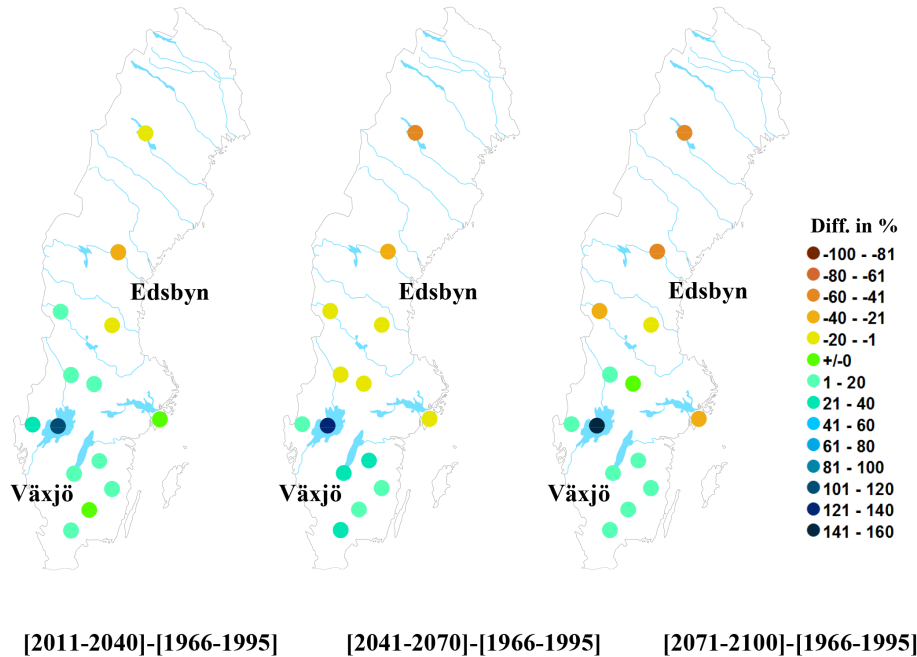 Edsbyn
Edsbyn
Edsbyn
Växjö
Växjö
Växjö
Diff. in %
-100 - -81
-80 - -61
-60 - -41
-40 - -21
-20 - -1
+/-0
1 - 20
21 - 40
41 - 60
61 - 80
81 - 100
101 - 120
121 - 140
141 - 160
[2011-2040]-[1966-1995]
[2041-2070]-[1966-1995]
[2071-2100]-[1966-1995]